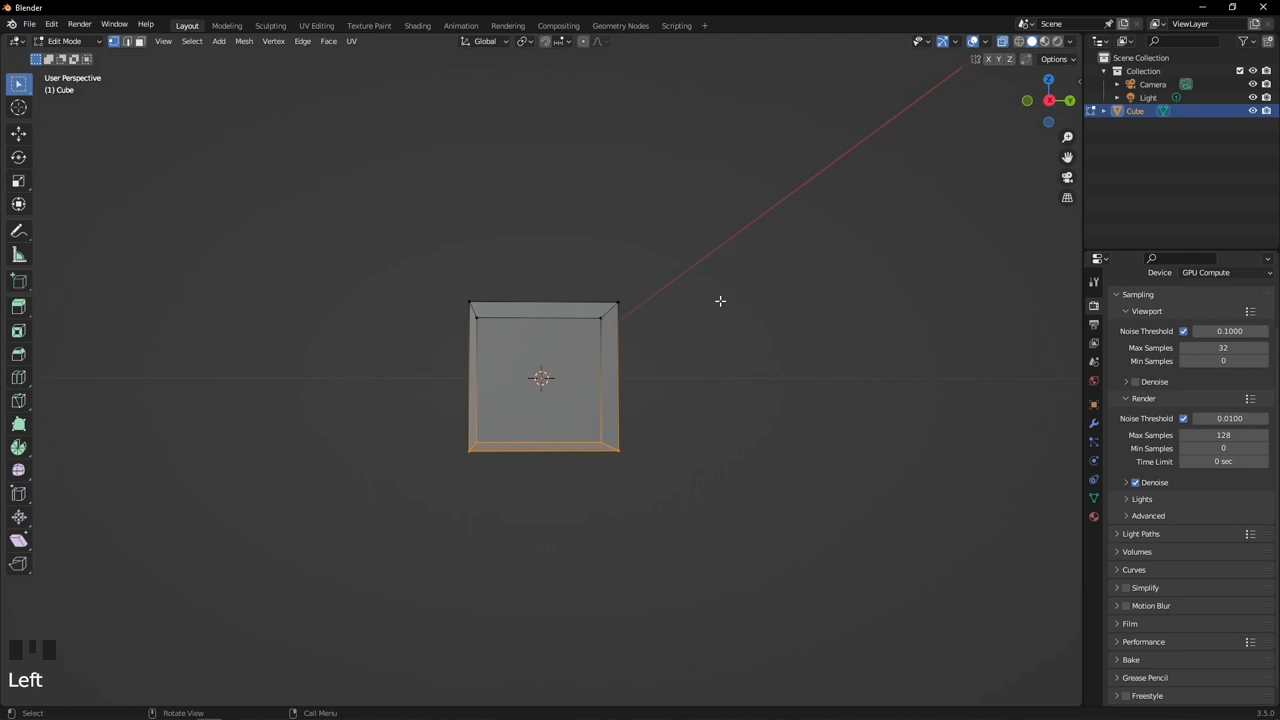 Blender
File Edit Render Window Help Layout Modeling Sculpting UV Editing Texture Paint Shading Animation Rendering Compositing Geometry Nodes Scripting + Scene ViewLayer
Edit Mode View Select Add Mesh Vertex Edge Face UV Global
X Y Z Options
User Perspective
(1) Cube
Z
X
Y
Scene Collection
Collection
Camera
Light
Cube
Device GPU Compute
Sampling
Viewport
Noise Threshold 0.1000
Max Samples 32
Min Samples 0
Denoise
Render
Noise Threshold 0.0100
Max Samples 128
Min Samples 0
Time Limit 0 sec
Denoise
Lights
Advanced
Light Paths
Volumes
Curves
Simplify
Motion Blur
Film
Performance
Bake
Grease Pencil
Freestyle
Left
Select Rotate View Call Menu 3.5.0